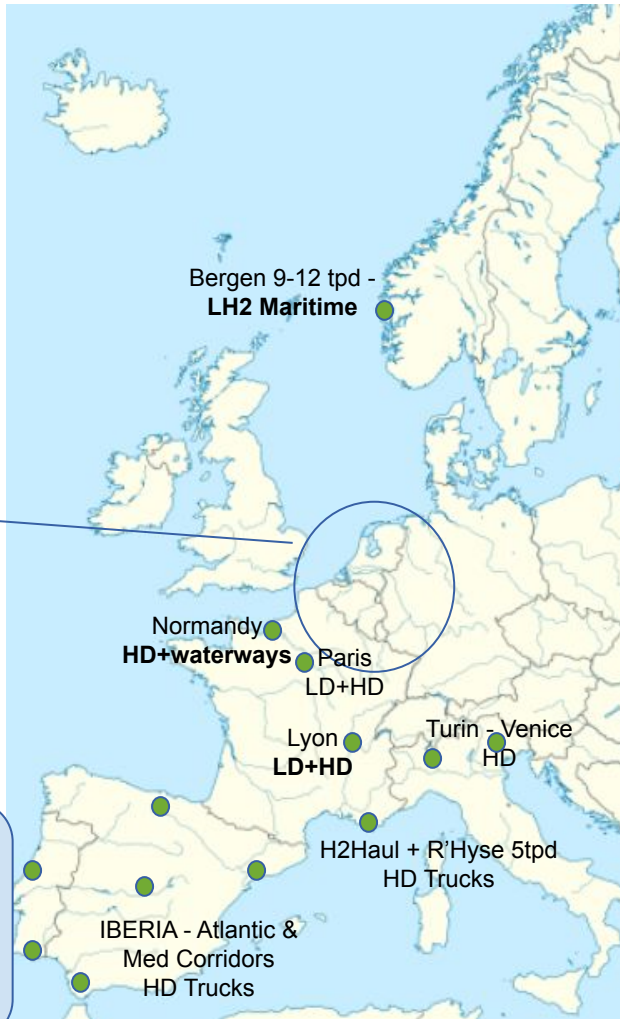 Bergen 9-12 tpd -
LH2 Maritime
Normandy
HD+waterways
Paris
LD+HD
Lyon
LD+HD
Turin - Venice
HD
H2Haul + R'Hyse 5tpd
HD Trucks
IBERIA - Atlantic &
Med Corridors
HD Trucks